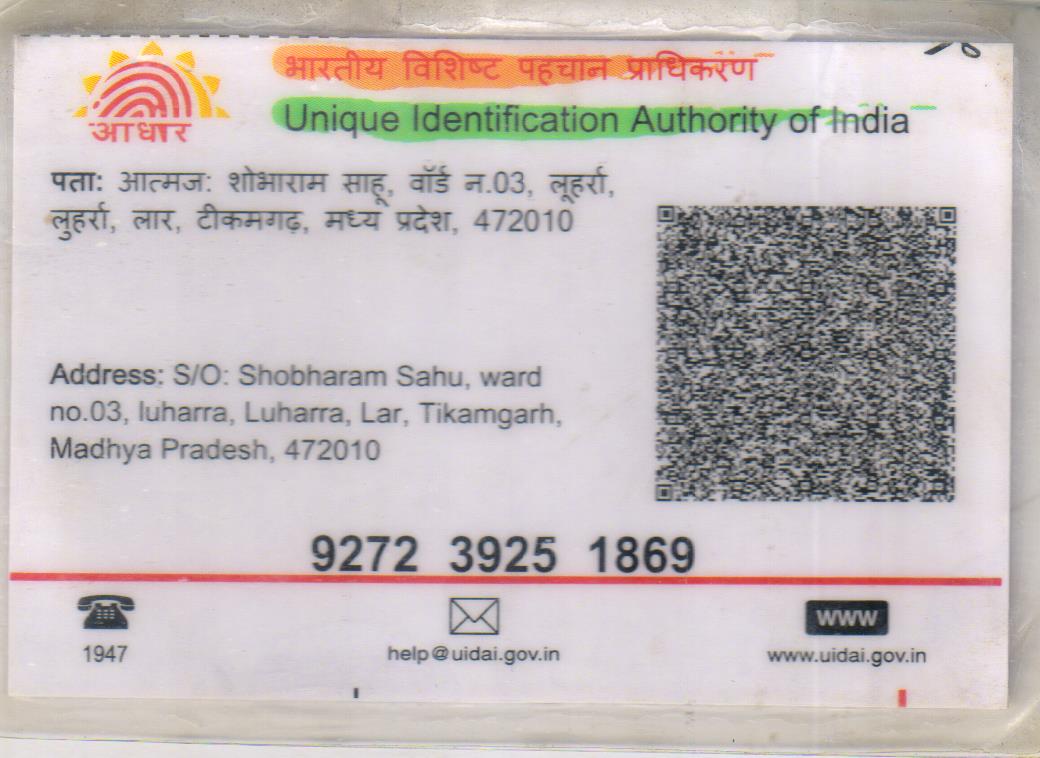 भारतीय विशिष्ट पहचान प्राधिकरण
आधार
Unique Identification Authority of India
पता: आत्मज: शोभाराम साहू, वॉर्ड न.03, लूहर्रा,
लुहर्रा, लार, टीकमगढ़, मध्य प्रदेश, 472010
Address: S/O: Shobharam Sahu, ward
no.03, luharra, Luharra, Lar, Tikamgarh,
Madhya Pradesh, 472010
9272 3925 1869
1947
help@uidai.gov.in
www
www.uidai.gov.in